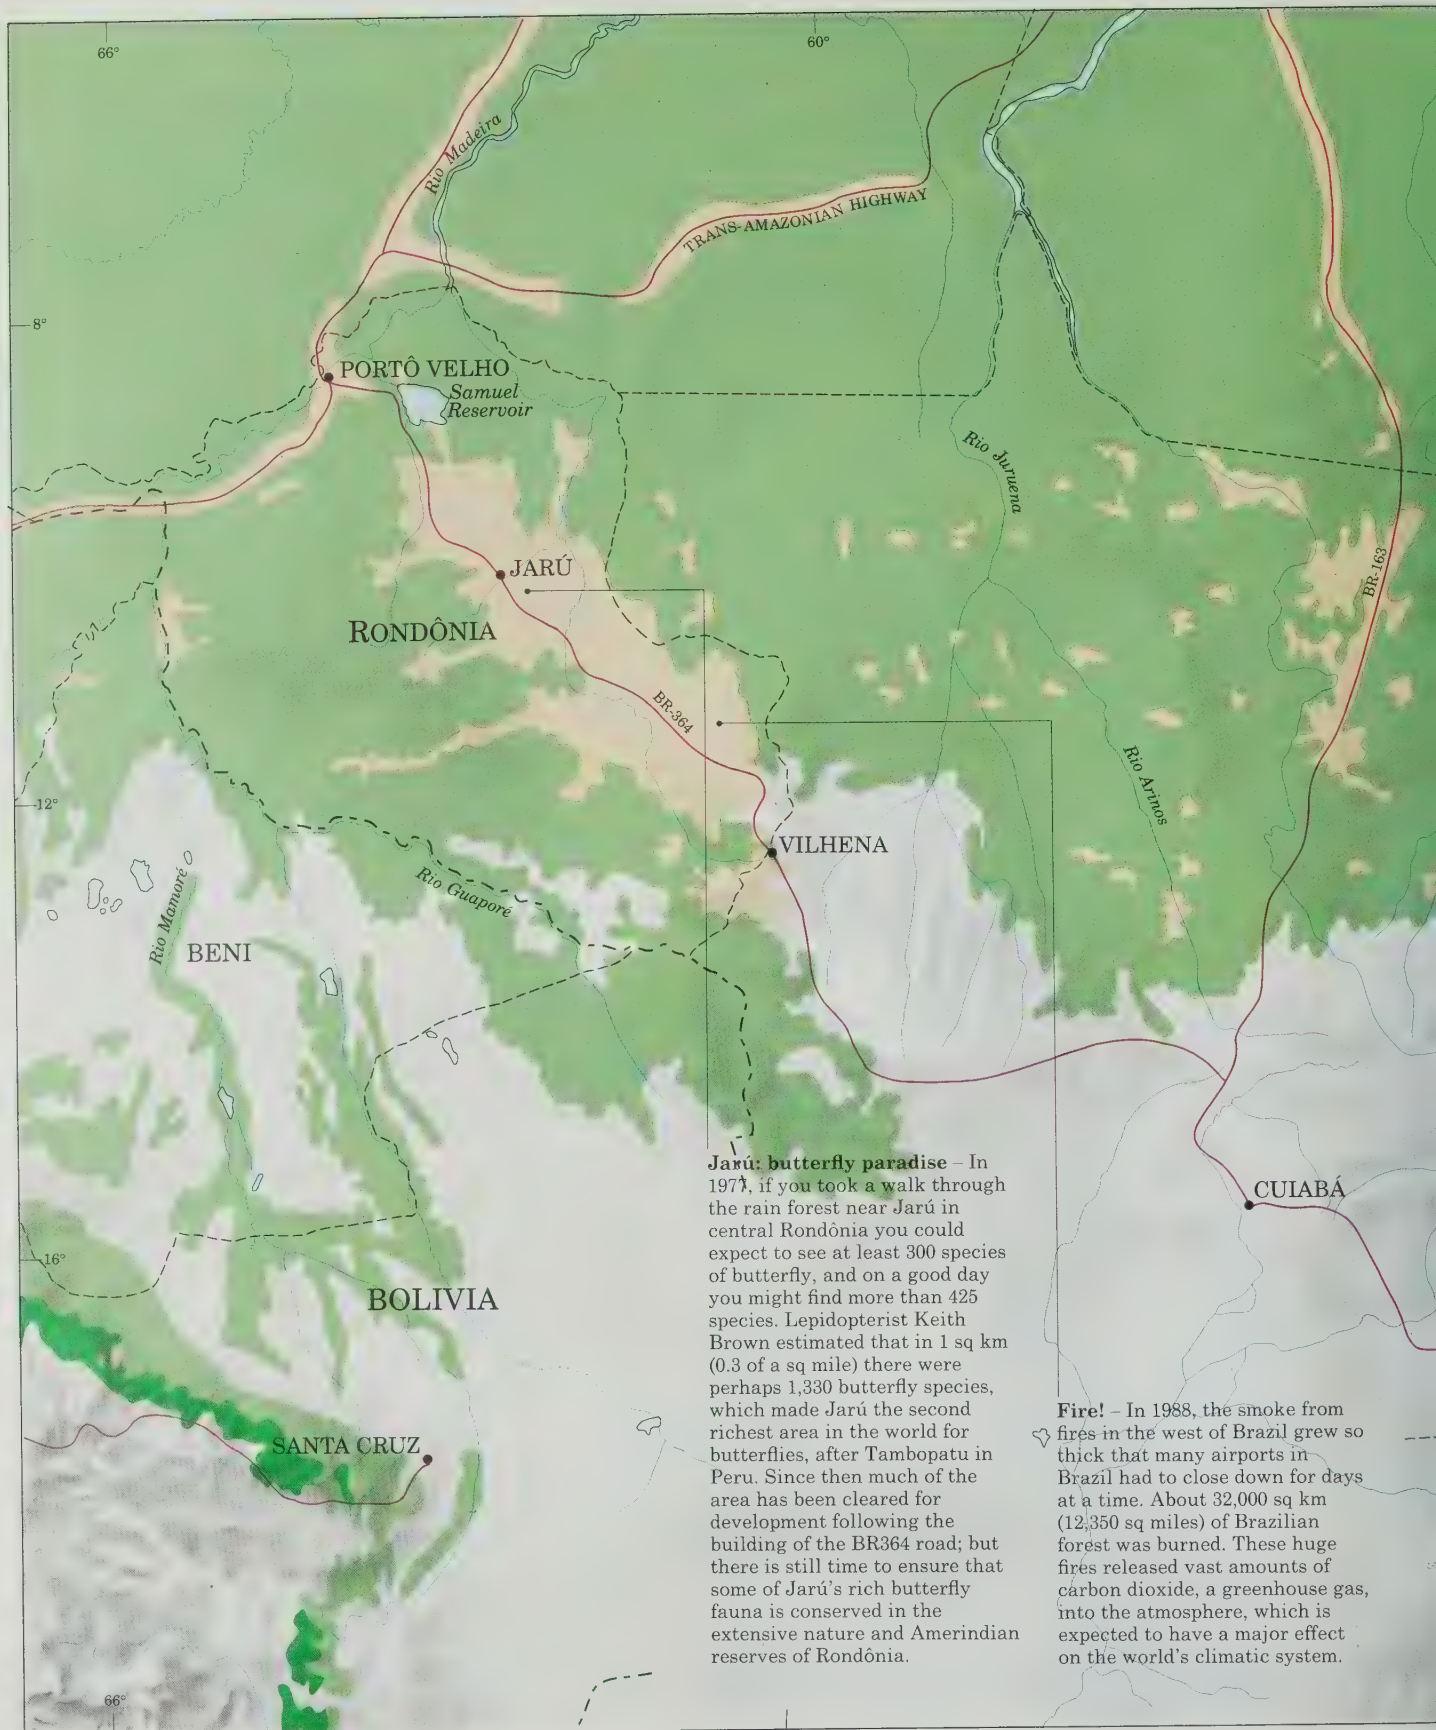 66°
60°
Rio Madeira
TRANS-AMAZONIAN HIGHWAY
8°
PORTÔ VELHO
Samuel
Reservoir
Rio Juruena
JARÚ
BR-163
RONDÔNIA
BR-364
Rio Arinos
12°
VILHENA
Rio Guaporé
Rio Mamoré
BENI
Jarú: butterfly paradise – In
1977, if you took a walk through
the rain forest near Jarú in
central Rondônia you could
expect to see at least 300 species
of butterfly, and on a good day
you might find more than 425
species. Lepidopterist Keith
Brown estimated that in 1 sq km
(0.3 of a sq mile) there were
perhaps 1,330 butterfly species,
which made Jarú the second
richest area in the world for
butterflies, after Tambopatu in
Peru. Since then much of the
area has been cleared for
development following the
building of the BR364 road; but
there is still time to ensure that
some of Jarú's rich butterfly
fauna is conserved in the
extensive nature and Amerindian
reserves of Rondônia.
CUIABÁ
16°
BOLIVIA
Fire! – In 1988, the smoke from
fires in the west of Brazil grew so
thick that many airports in
Brazil had to close down for days
at a time. About 32,000 sq km
(12,350 sq miles) of Brazilian
forest was burned. These huge
fires released vast amounts of
carbon dioxide, a greenhouse gas,
into the atmosphere, which is
expected to have a major effect
on the world's climatic system.
SANTA CRUZ
66°